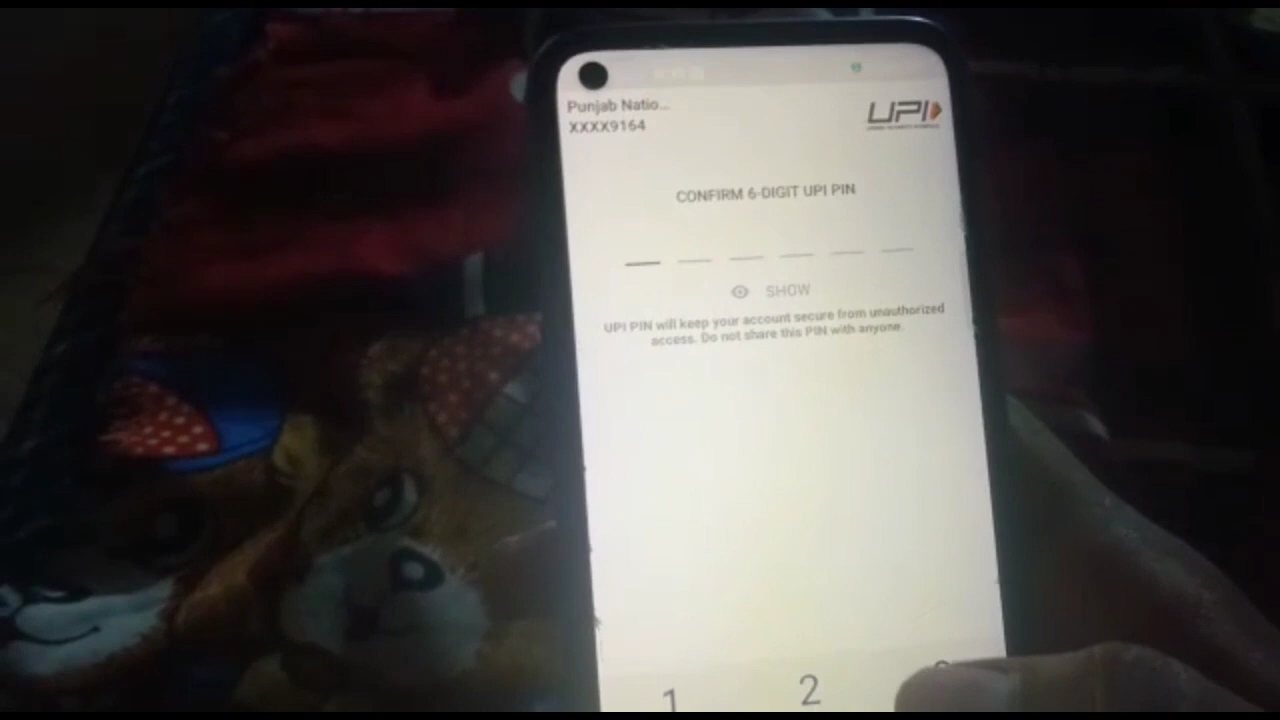 Punjab Natio...
XXXX9164
UPI
CONFIRM 6-DIGIT UPI PIN
SHOW
UPI PIN will keep your account secure from unauthorized
access. Do not share this PIN with anyone.
1 2